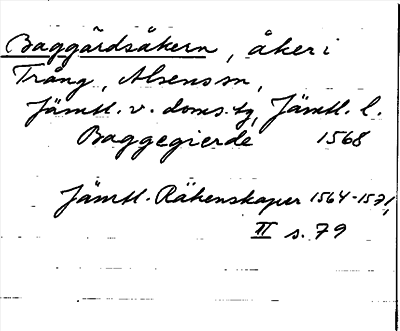 Baggårdsåkern, åker i
Trång, Alsens sn,
Jämtl. v. doms. tg, Jämtl. l.
Baggegierde 1568
Jämtl. Räkenskaper 1564-1571,
II s. 79